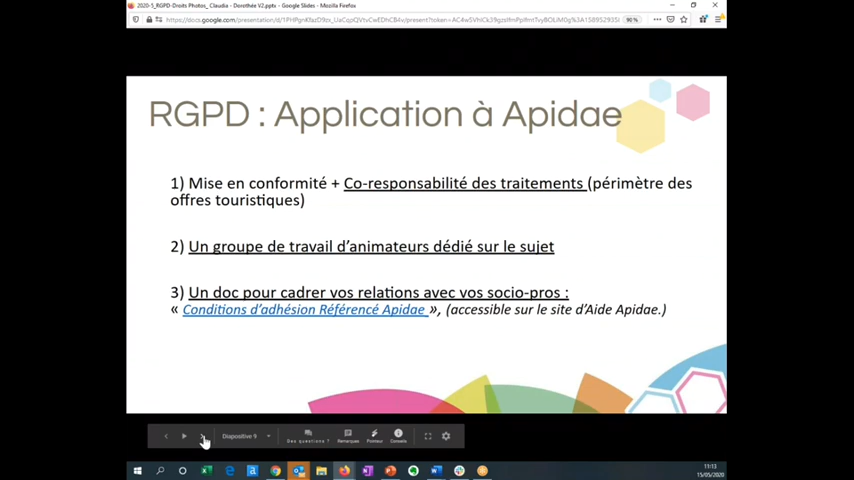 2020-5_RGPD-Droits Photos_ Claudia - Dorothée V2.pptx - Google Slides - Mozilla Firefox
90%
RGPD : Application à Apidae
1) Mise en conformité + Co-responsabilité des traitements (périmètre des
offres touristiques)
2) Un groupe de travail d'animateurs dédié sur le sujet
3) Un doc pour cadrer vos relations avec vos socio-pros :
« Conditions d'adhésion Référencé Apidae », (accessible sur le site d'Aide Apidae.)
Diapositive 9
Des questions ?
Remarques
Pointeur
Conseils
11:13
15/05/2020